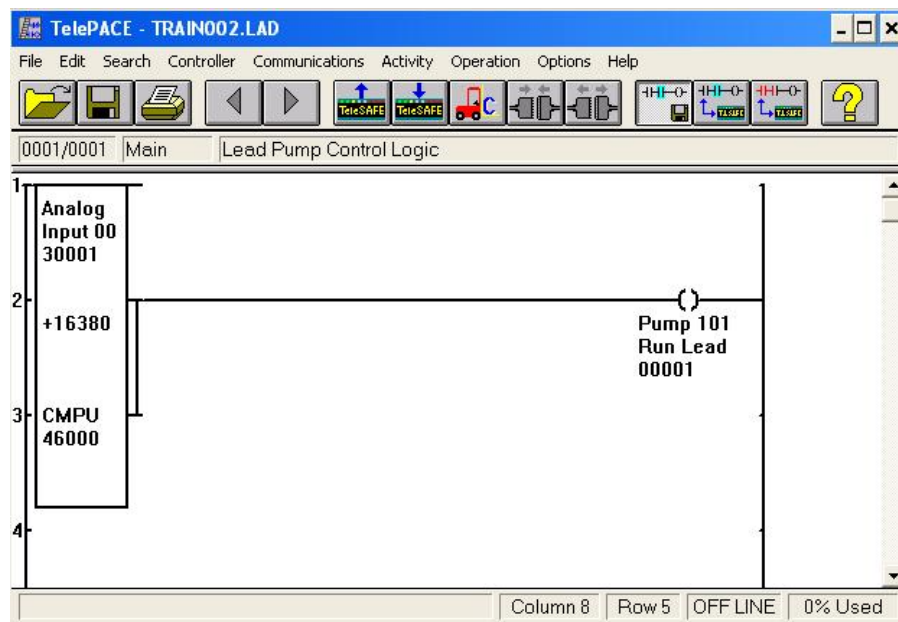 TelePACE - TRAIN002.LAD
File Edit Search Controller Communications Activity Operation Options Help
TeleSAFE TeleSAFE C TLSAFE TLSAFE ?
0001/0001 Main Lead Pump Control Logic
1
Analog
Input 00
30001
2
+16380
Pump 101
Run Lead
00001
3
CMPU
46000
4
Column 8 Row 5 OFF LINE 0% Used